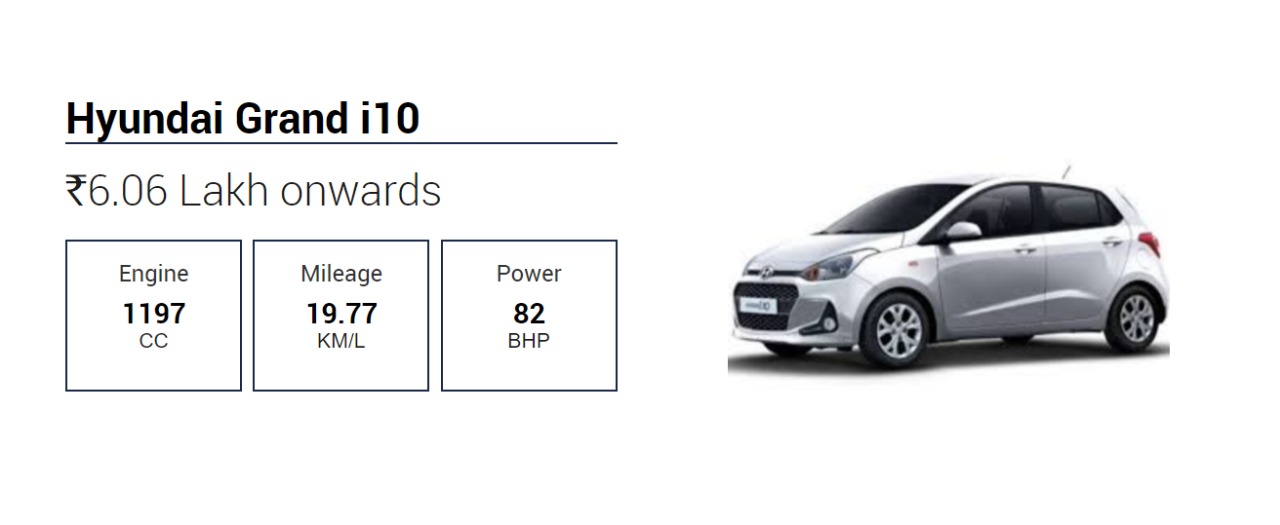 Hyundai Grand i10
₹6.06 Lakh onwards
Engine
1197
CC
Mileage
19.77
KM/L
Power
82
BHP